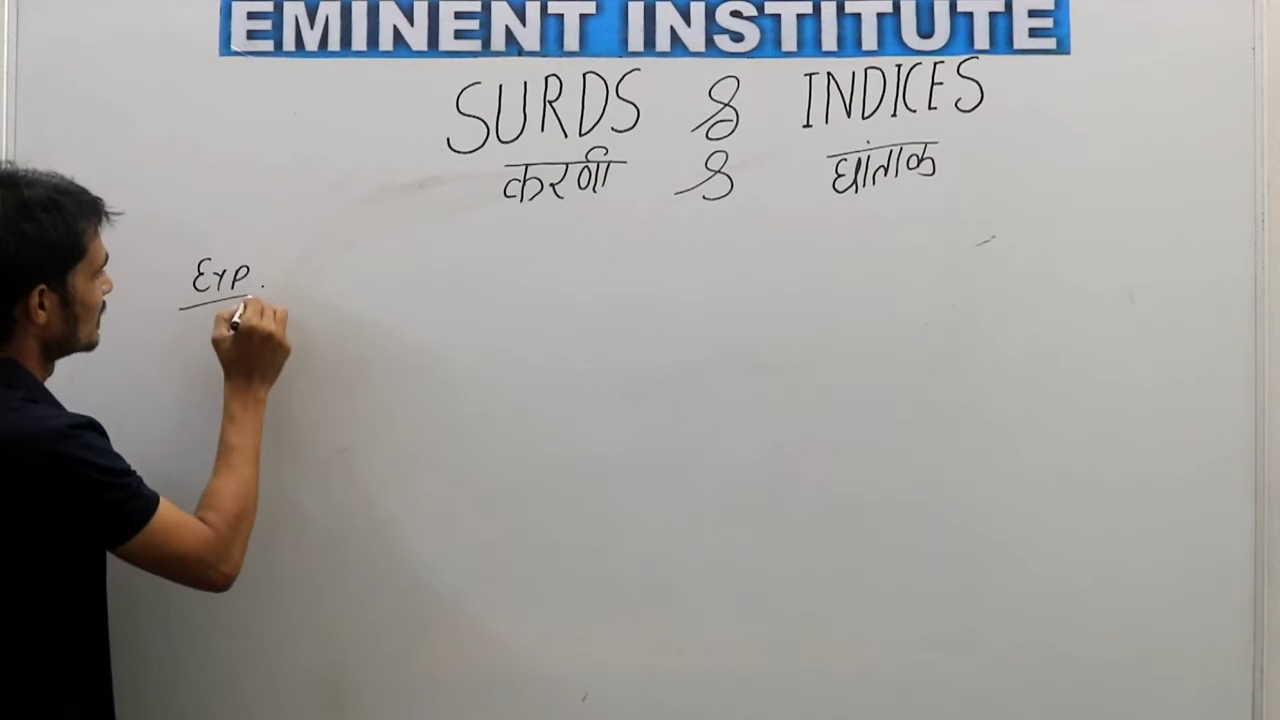 EMINENT INSTITUTE
SURDS & INDICES
करणी & घांताक
Exp.